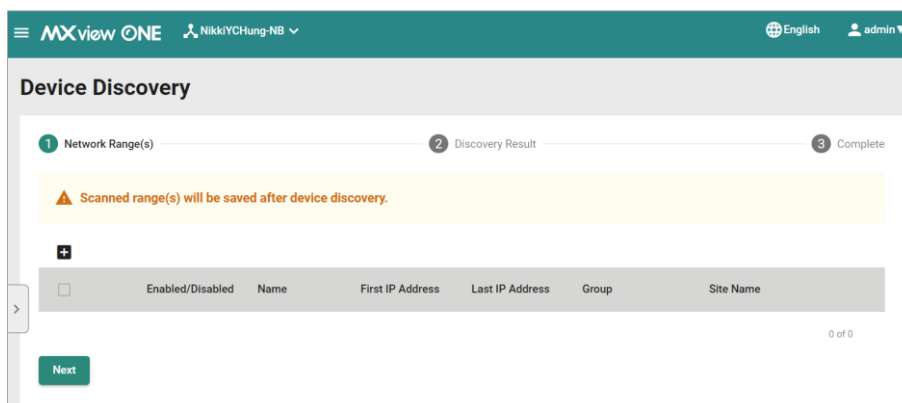 MXview ONE NikkiYCHung-NB English admin
Device Discovery
1 Network Range(s) 2 Discovery Result 3 Complete
Scanned range(s) will be saved after device discovery.
Enabled/Disabled Name First IP Address Last IP Address Group Site Name
0 of 0
Next